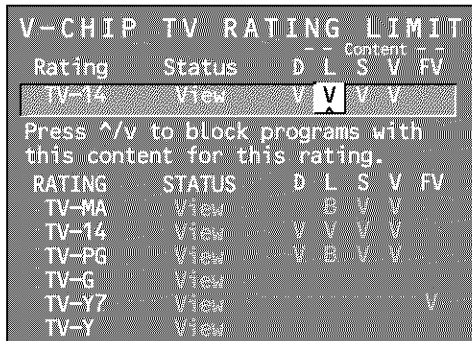 V-CHIP TV RATING LIMIT
-- Content --
Rating Status D L S V FV
TV-14 View V V V V
Press ^/v to block programs with
this content for this rating.
RATING STATUS D L S V FV
TV-MA View B V V
TV-14 View V V V V
TV-PG View V B V V
TV-G View
TV-Y7 View V
TV-Y View